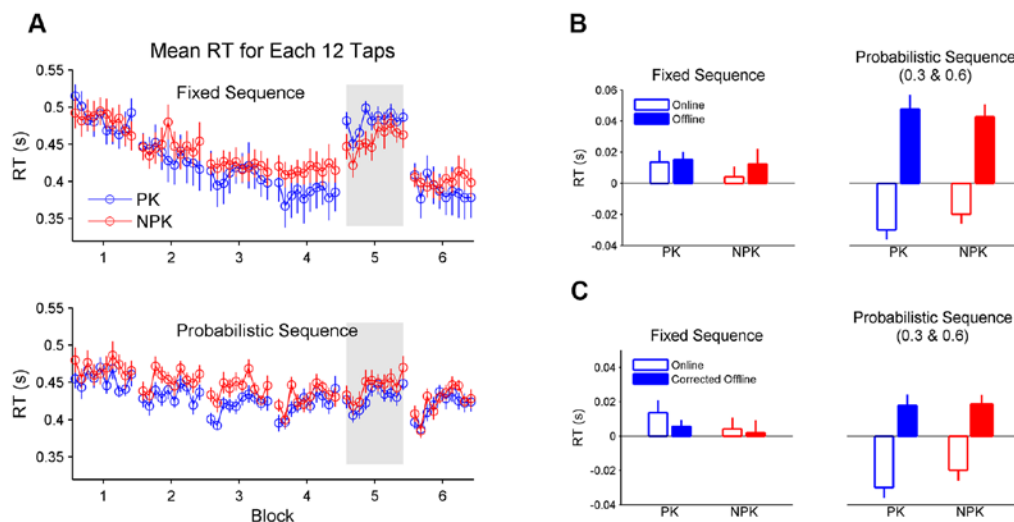 A
Mean RT for Each 12 Taps
Fixed Sequence
RT (s)
0.55
0.5
0.45
0.4
0.35
PK
NPK
1 2 3 4 5 6
Probabilistic Sequence
RT (s)
0.55
0.5
0.45
0.4
0.35
1 2 3 4 5 6
Block
B
Fixed Sequence
Probabilistic Sequence
(0.3 & 0.6)
Online
Offline
RT (s)
0.06
0.04
0.02
0
-0.02
-0.04
PK NPK
PK NPK
C
Fixed Sequence
Probabilistic Sequence
(0.3 & 0.6)
Online
Corrected Offline
RT (s)
0.04
0.02
0
-0.02
-0.04
PK NPK
PK NPK